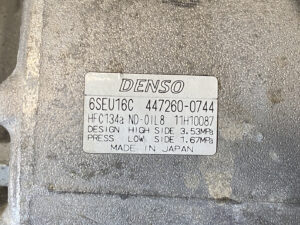 DENSO
6SEU16C 447260-0744
HFC134a ND-OIL8 11H10087
DESIGN HIGH SIDE 3.53MPa
PRESS LOW SIDE 1.67MPa
MADE IN JAPAN